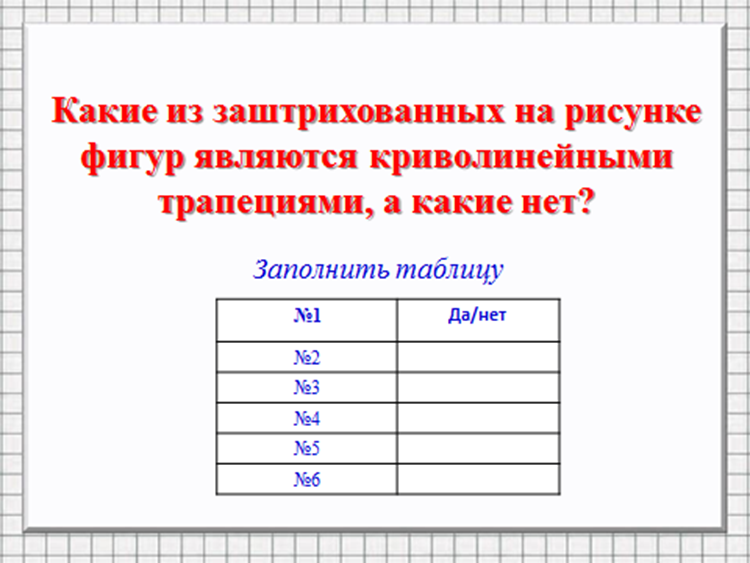 Какие из заштрихованных на рисунке
фигур являются криволинейными
трапециями, а какие нет?
Заполнить таблицу
№1 Да/нет
№2
№3
№4
№5
№6